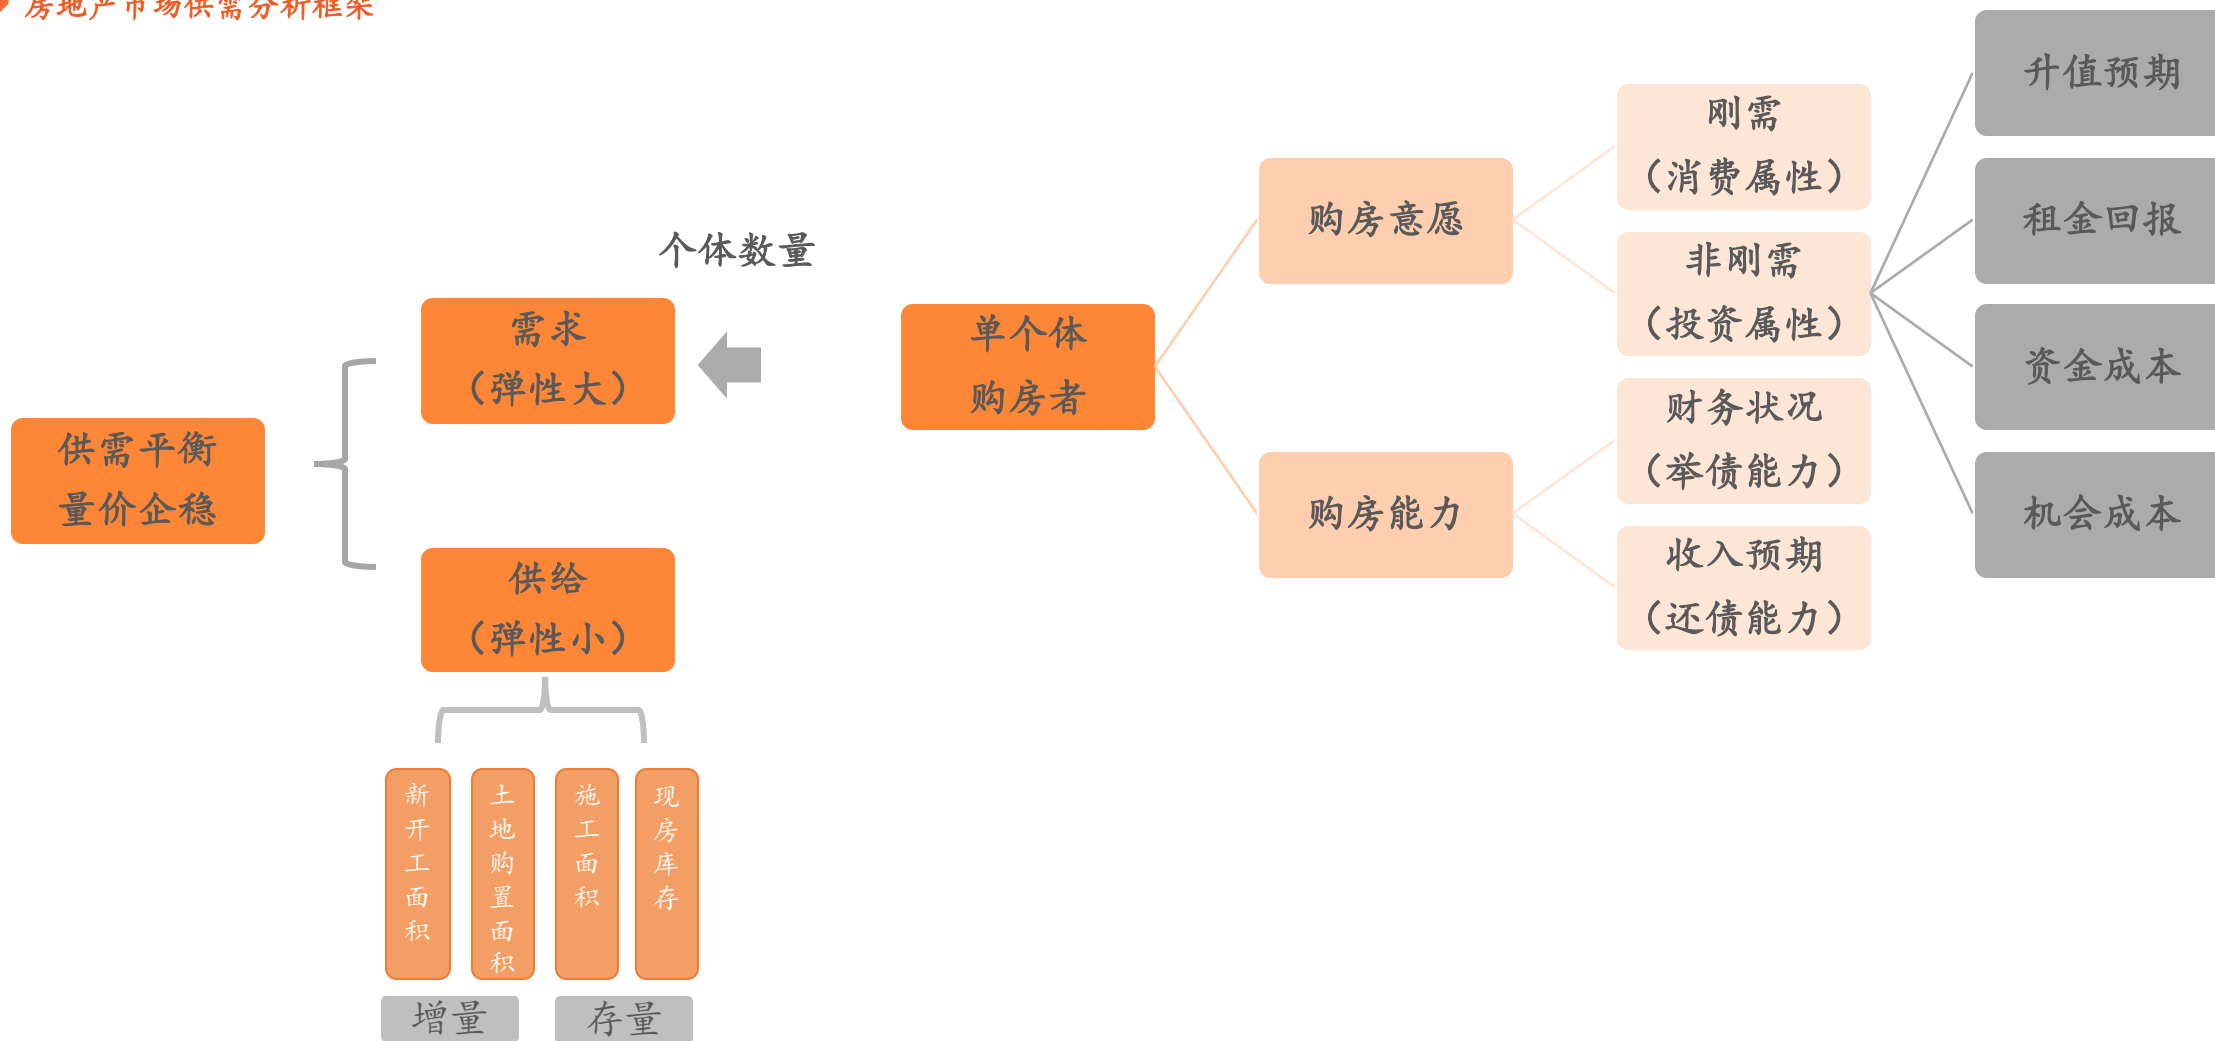 房地产市场供需分析框架
供需平衡
量价企稳
需求
（弹性大）
供给
（弹性小）
新开工面积
土地购置面积
施工面积
现房库存
增量
存量
个体数量
单个体
购房者
购房意愿
购房能力
刚需
（消费属性）
非刚需
（投资属性）
财务状况
（举债能力）
收入预期
（还债能力）
升值预期
租金回报
资金成本
机会成本